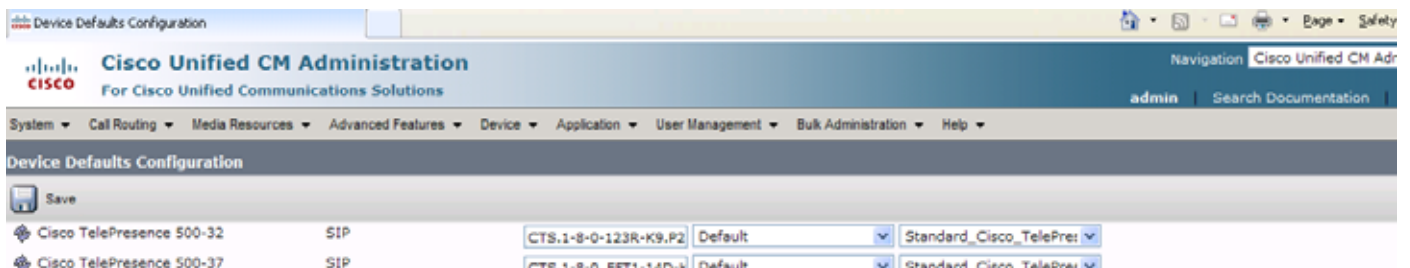 Device Defaults Configuration
Page Safety
CISCO
Cisco Unified CM Administration
For Cisco Unified Communications Solutions
Navigation Cisco Unified CM Adr
admin | Search Documentation |
System Call Routing Media Resources Advanced Features Device Application User Management Bulk Administration Help
Device Defaults Configuration
Save
Cisco TelePresence 500-32 SIP CTS.1-8-0-123R-K9.P2 Default Standard_Cisco_TelePre
Cisco TelePresence 500-37 SIP Default Standard_Cisco_TelePre